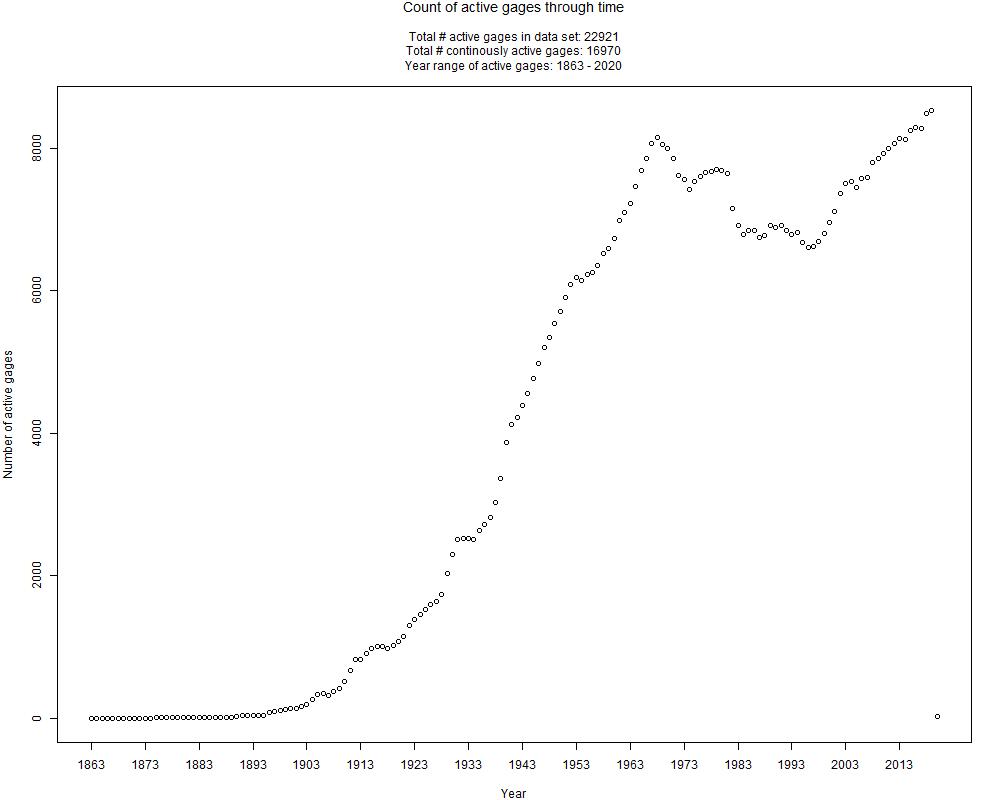 Count of active gages through time
Total # active gages in data set: 22921
Total # continously active gages: 16970
Year range of active gages: 1863 - 2020
Number of active gages
8000
6000
4000
2000
0
1863 1873 1883 1893 1903 1913 1923 1933 1943 1953 1963 1973 1983 1993 2003 2013
Year